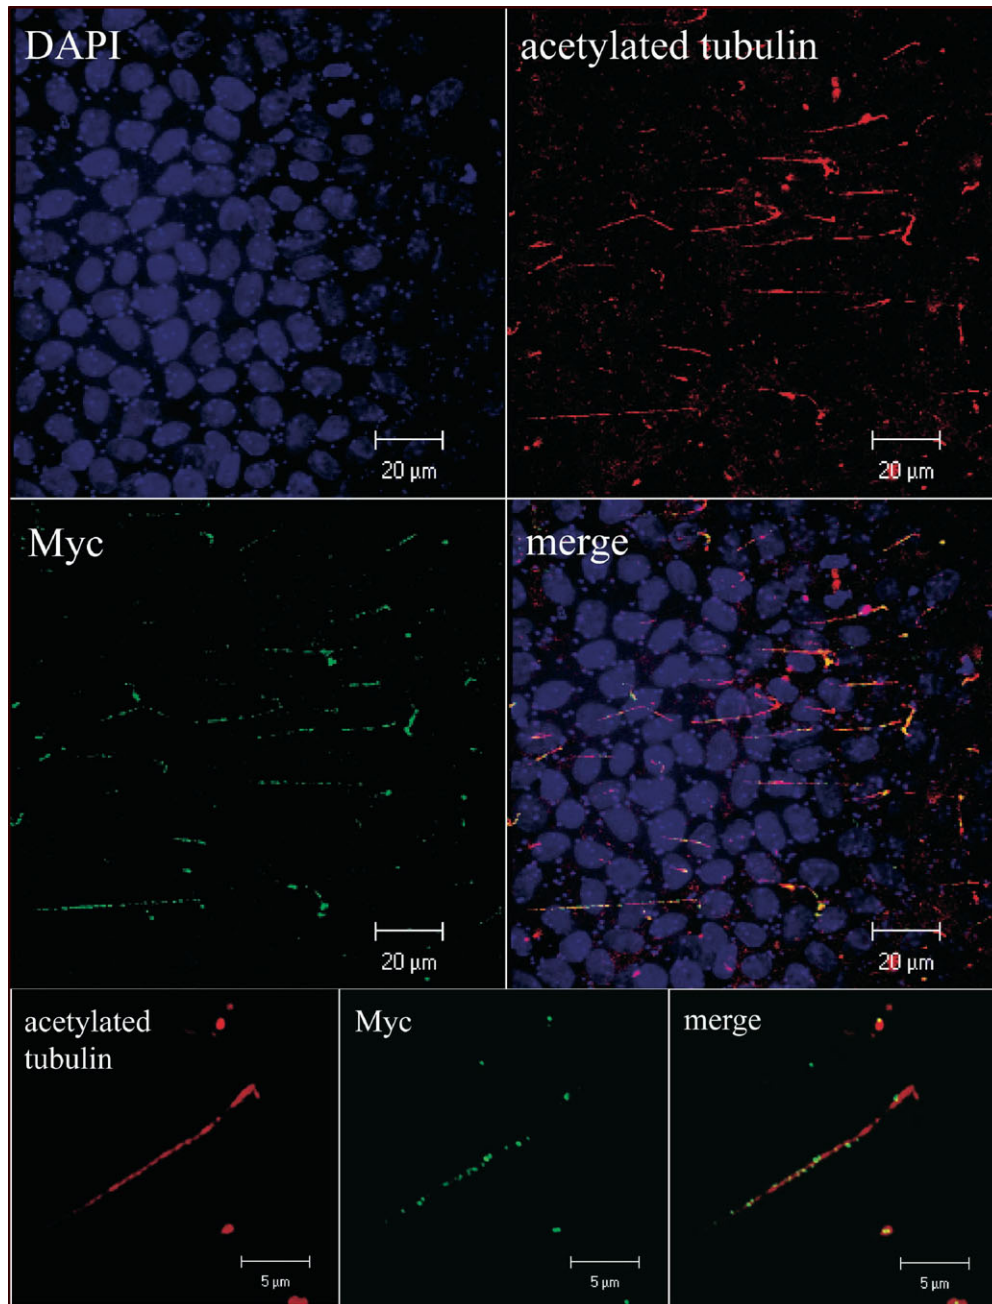 DAPI
acetylated tubulin
20 µm
20 µm
Myc
merge
20 µm
20 µm
acetylated
tubulin
Myc
merge
5 µm
5 µm
5 µm